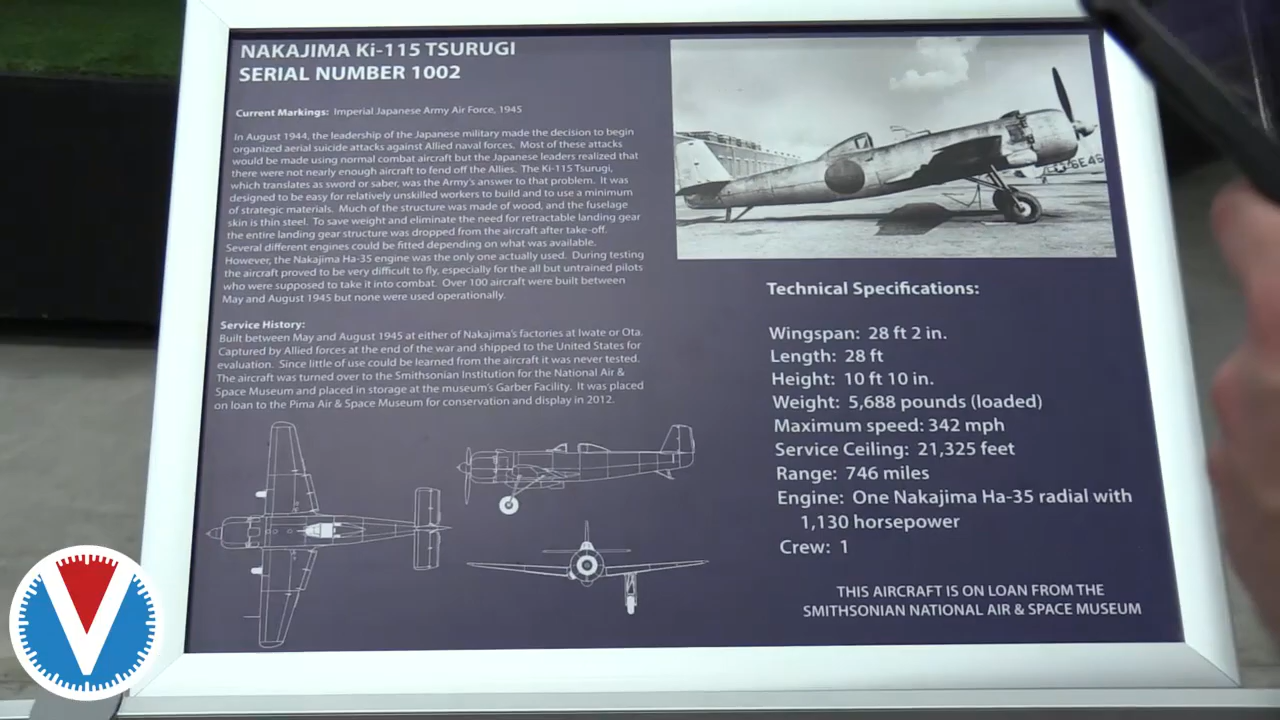 NAKAJIMA Ki-115 TSURUGI
SERIAL NUMBER 1002
Current Markings: Imperial Japanese Army Air Force, 1945
In August 1944, the leadership of the Japanese military made the decision to begin
organized aerial suicide attacks against Allied naval forces. Most of these attacks
would be made using normal combat aircraft but the Japanese leaders realized that
there were not nearly enough aircraft to fend off the Allies. The Ki-115 Tsurugi,
which translates as sword or saber, was the Army's answer to that problem. It was
designed to be easy for relatively unskilled workers to build and to use a minimum
of strategic materials. Much of the structure was made of wood, and the fuselage
skin is thin steel. To save weight and eliminate the need for retractable landing gear
the entire landing gear structure was dropped from the aircraft after take-off.
Several different engines could be fitted depending on what was available.
However, the Nakajima Ha-35 engine was the only one actually used. During testing
the aircraft proved to be very difficult to fly, especially for the all but untrained pilots
who were supposed to take it into combat. Over 100 aircraft were built between
May and August 1945 but none were used operationally.
Service History:
Built between May and August 1945 at either of Nakajima's factories at Iwate or Ota.
Captured by Allied forces at the end of the war and shipped to the United States for
evaluation. Since little of use could be learned from the aircraft it was never tested.
The aircraft was turned over to the Smithsonian Institution for the National Air &
Space Museum and placed in storage at the museum's Garber Facility. It was placed
on loan to the Pima Air & Space Museum for conservation and display in 2012.
Technical Specifications:
Wingspan: 28 ft 2 in.
Length: 28 ft
Height: 10 ft 10 in.
Weight: 5,688 pounds (loaded)
Maximum speed: 342 mph
Service Ceiling: 21,325 feet
Range: 746 miles
Engine: One Nakajima Ha-35 radial with
1,130 horsepower
Crew: 1
THIS AIRCRAFT IS ON LOAN FROM THE
SMITHSONIAN NATIONAL AIR & SPACE MUSEUM
V